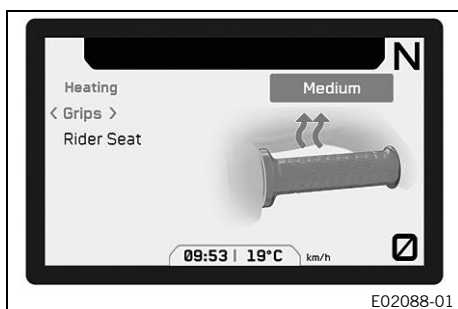 N
Heating
Medium
< Grips >
Rider Seat
09:53 | 19°C km/h
0
E02088-01